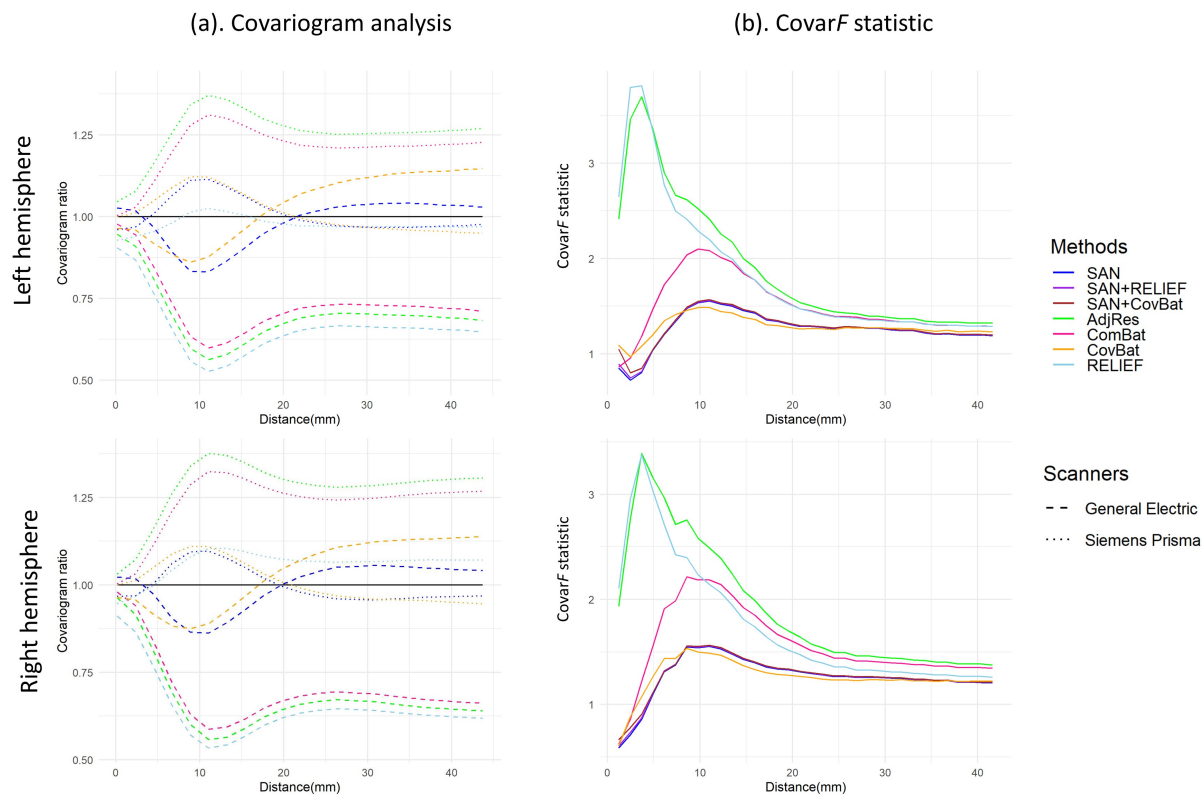 (a). Covariogram analysis
(b). CovarF statistic
Left hemisphere
Covariogram ratio
1.25
1.00
0.75
0.50
0 10 20 30 40
Distance(mm)
CovarF statistic
3
2
1
0 10 20 30 40
Distance(mm)
Right hemisphere
Covariogram ratio
1.25
1.00
0.75
0.50
0 10 20 30 40
Distance(mm)
CovarF statistic
3
2
1
0 10 20 30 40
Distance(mm)
Methods
SAN
SAN+RELIEF
SAN+CovBat
AdjRes
ComBat
CovBat
RELIEF
Scanners
General Electric
Siemens Prisma